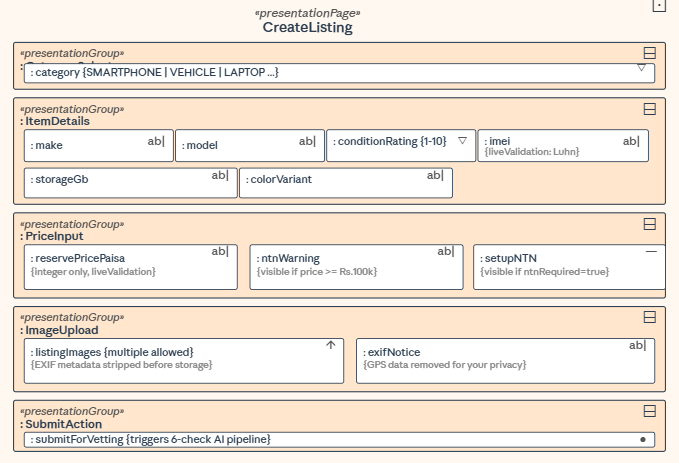 «presentationPage»
CreateListing
«presentationGroup»
: category {SMARTPHONE | VEHICLE | LAPTOP ...}
«presentationGroup»
: ItemDetails
: make ab|
: model ab|
: conditionRating {1-10}
: imei ab|
{liveValidation: Luhn}
: storageGb ab|
: colorVariant ab|
«presentationGroup»
: PriceInput
: reservePricePaisa ab|
{integer only, liveValidation}
: ntnWarning ab|
{visible if price >= Rs.100k}
: setupNTN
{visible if ntnRequired=true}
«presentationGroup»
: ImageUpload
: listingImages {multiple allowed}
{EXIF metadata stripped before storage}
: exifNotice ab|
{GPS data removed for your privacy}
«presentationGroup»
: SubmitAction
: submitForVetting {triggers 6-check AI pipeline}